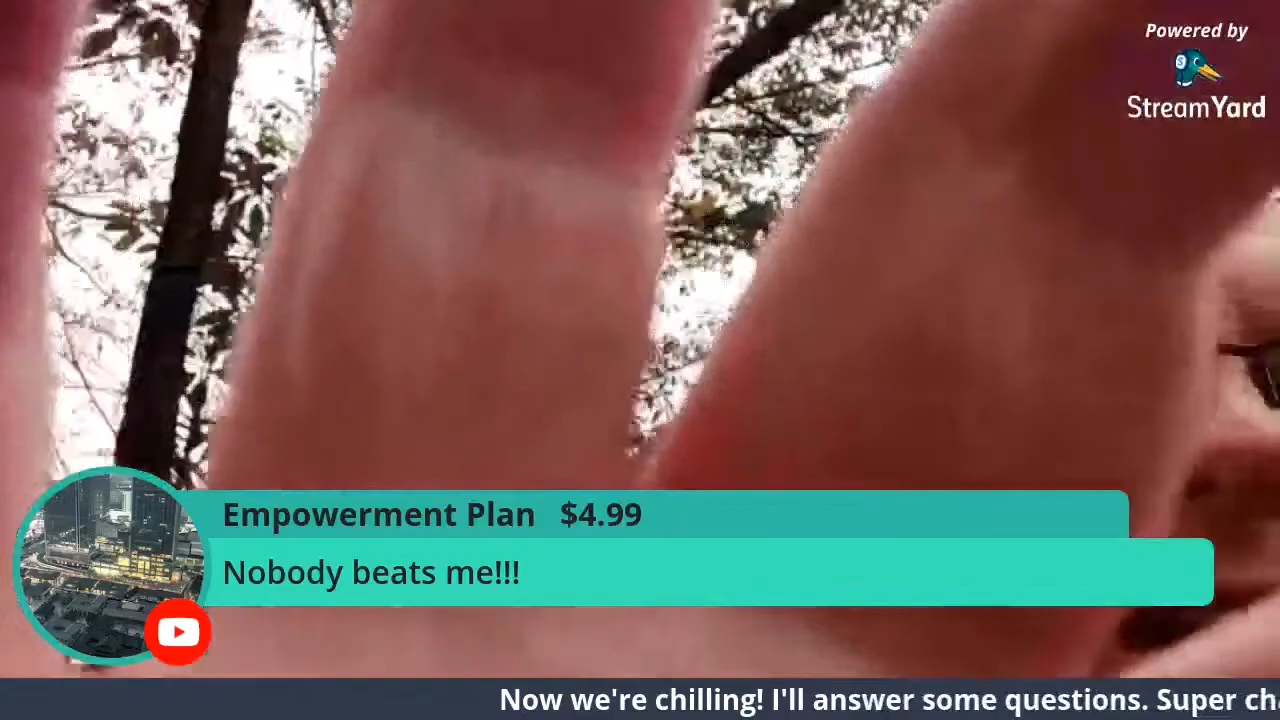 Powered by
StreamYard
Empowerment Plan $4.99
Nobody beats me!!!
Now we're chilling! I'll answer some questions. Super